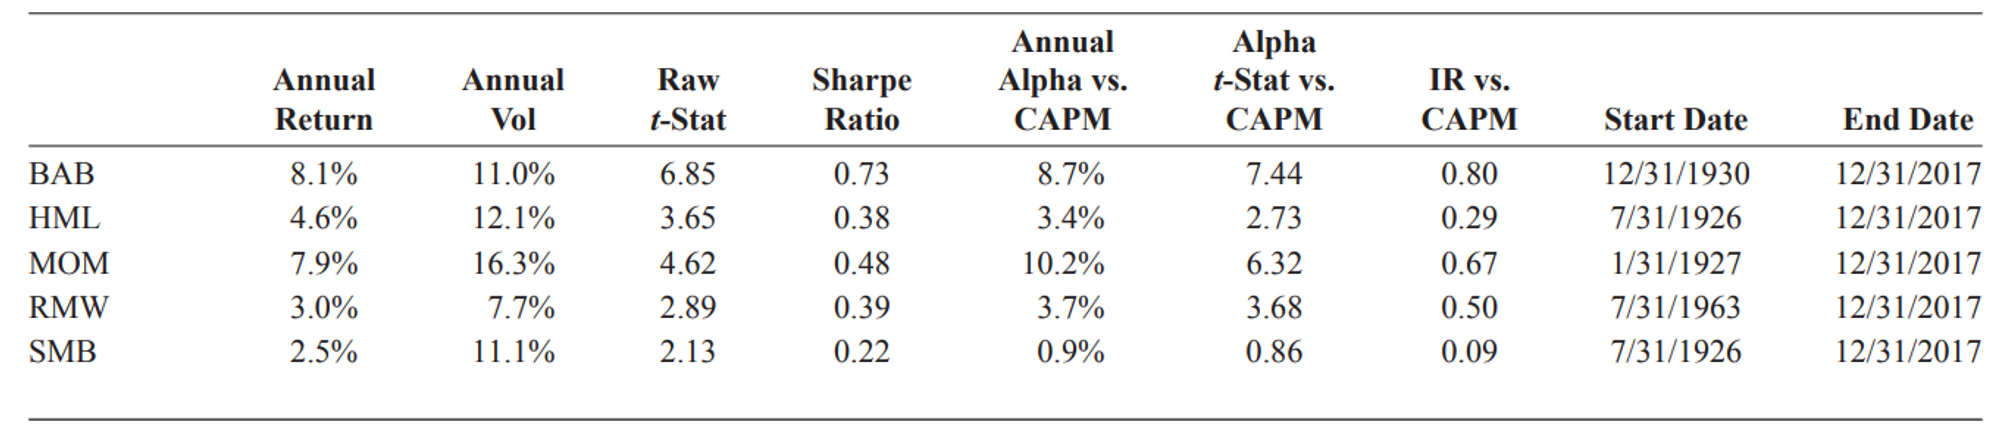 Annual Return Annual Vol Raw t-Stat Sharpe Ratio Annual Alpha vs. CAPM Alpha t-Stat vs. CAPM IR vs. CAPM Start Date End Date
BAB 8.1% 11.0% 6.85 0.73 8.7% 7.44 0.80 12/31/1930 12/31/2017
HML 4.6% 12.1% 3.65 0.38 3.4% 2.73 0.29 7/31/1926 12/31/2017
MOM 7.9% 16.3% 4.62 0.48 10.2% 6.32 0.67 1/31/1927 12/31/2017
RMW 3.0% 7.7% 2.89 0.39 3.7% 3.68 0.50 7/31/1963 12/31/2017
SMB 2.5% 11.1% 2.13 0.22 0.9% 0.86 0.09 7/31/1926 12/31/2017